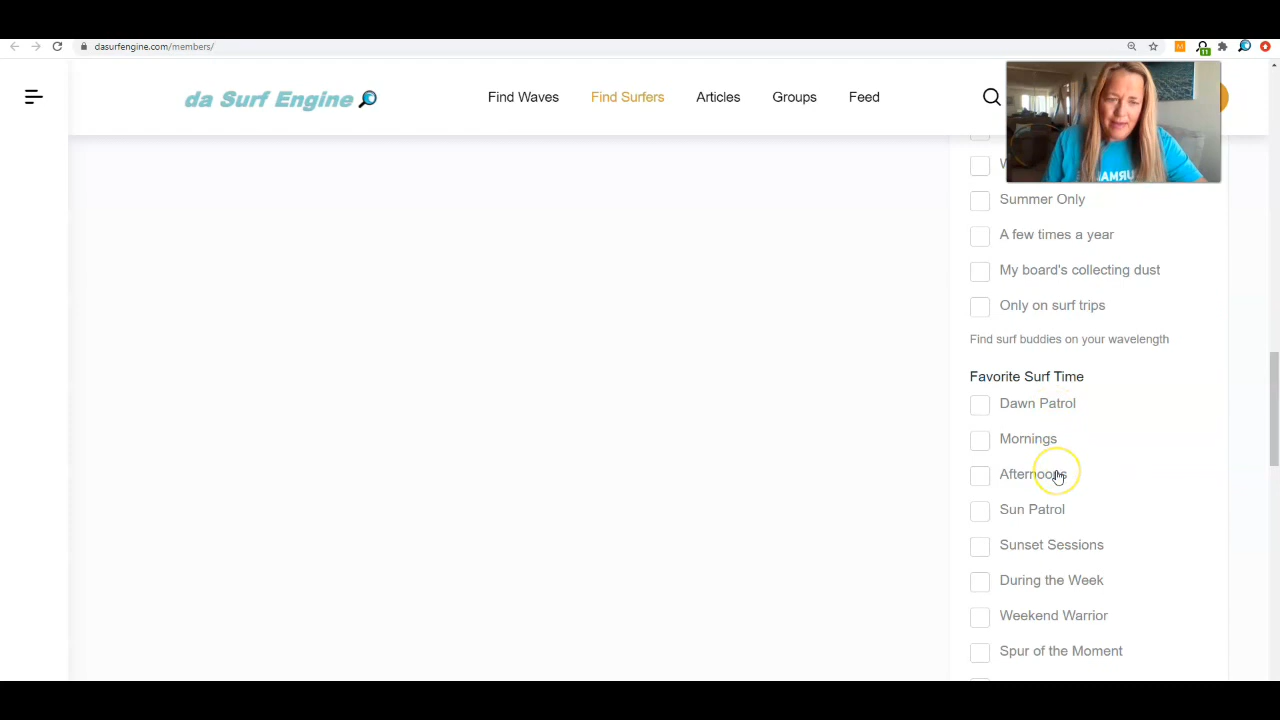 dasurfengine.com/members/
11
da Surf Engine
Find Waves
Find Surfers
Articles
Groups
Feed
Summer Only
A few times a year
My board's collecting dust
Only on surf trips
Find surf buddies on your wavelength
Favorite Surf Time
Dawn Patrol
Mornings
Afternoons
Sun Patrol
Sunset Sessions
During the Week
Weekend Warrior
Spur of the Moment